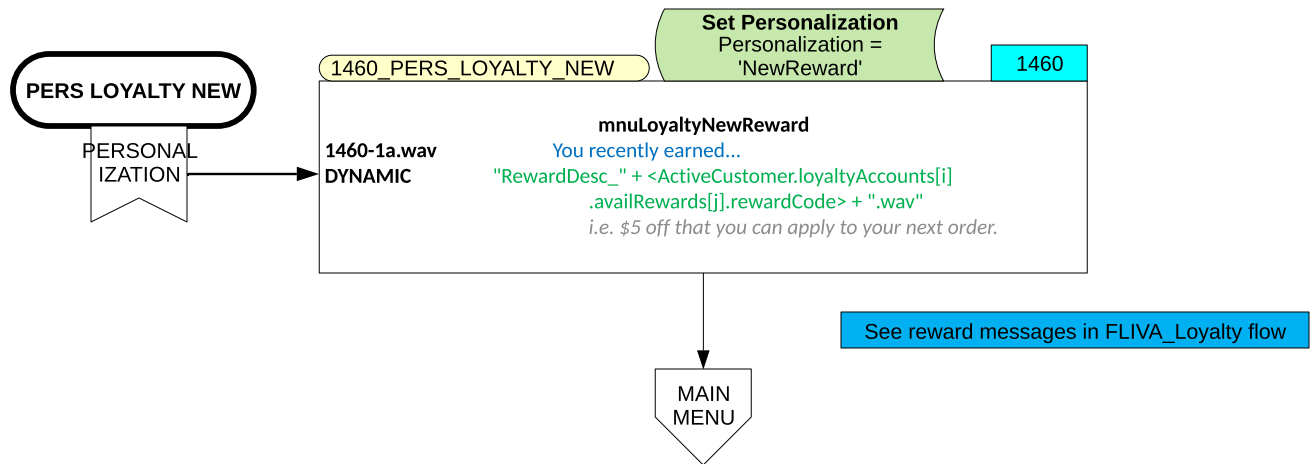 Set Personalization
Personalization =
'NewReward'
1460_PERS_LOYALTY_NEW
1460
PERS LOYALTY NEW
PERSONAL
IZATION
mnuLoyaltyNewReward
1460-1a.wav You recently earned...
DYNAMIC "RewardDesc_" + <ActiveCustomer.loyaltyAccounts[i]
.availRewards[j].rewardCode> + ".wav"
i.e. $5 off that you can apply to your next order.
See reward messages in FLIVA_Loyalty flow
MAIN
MENU